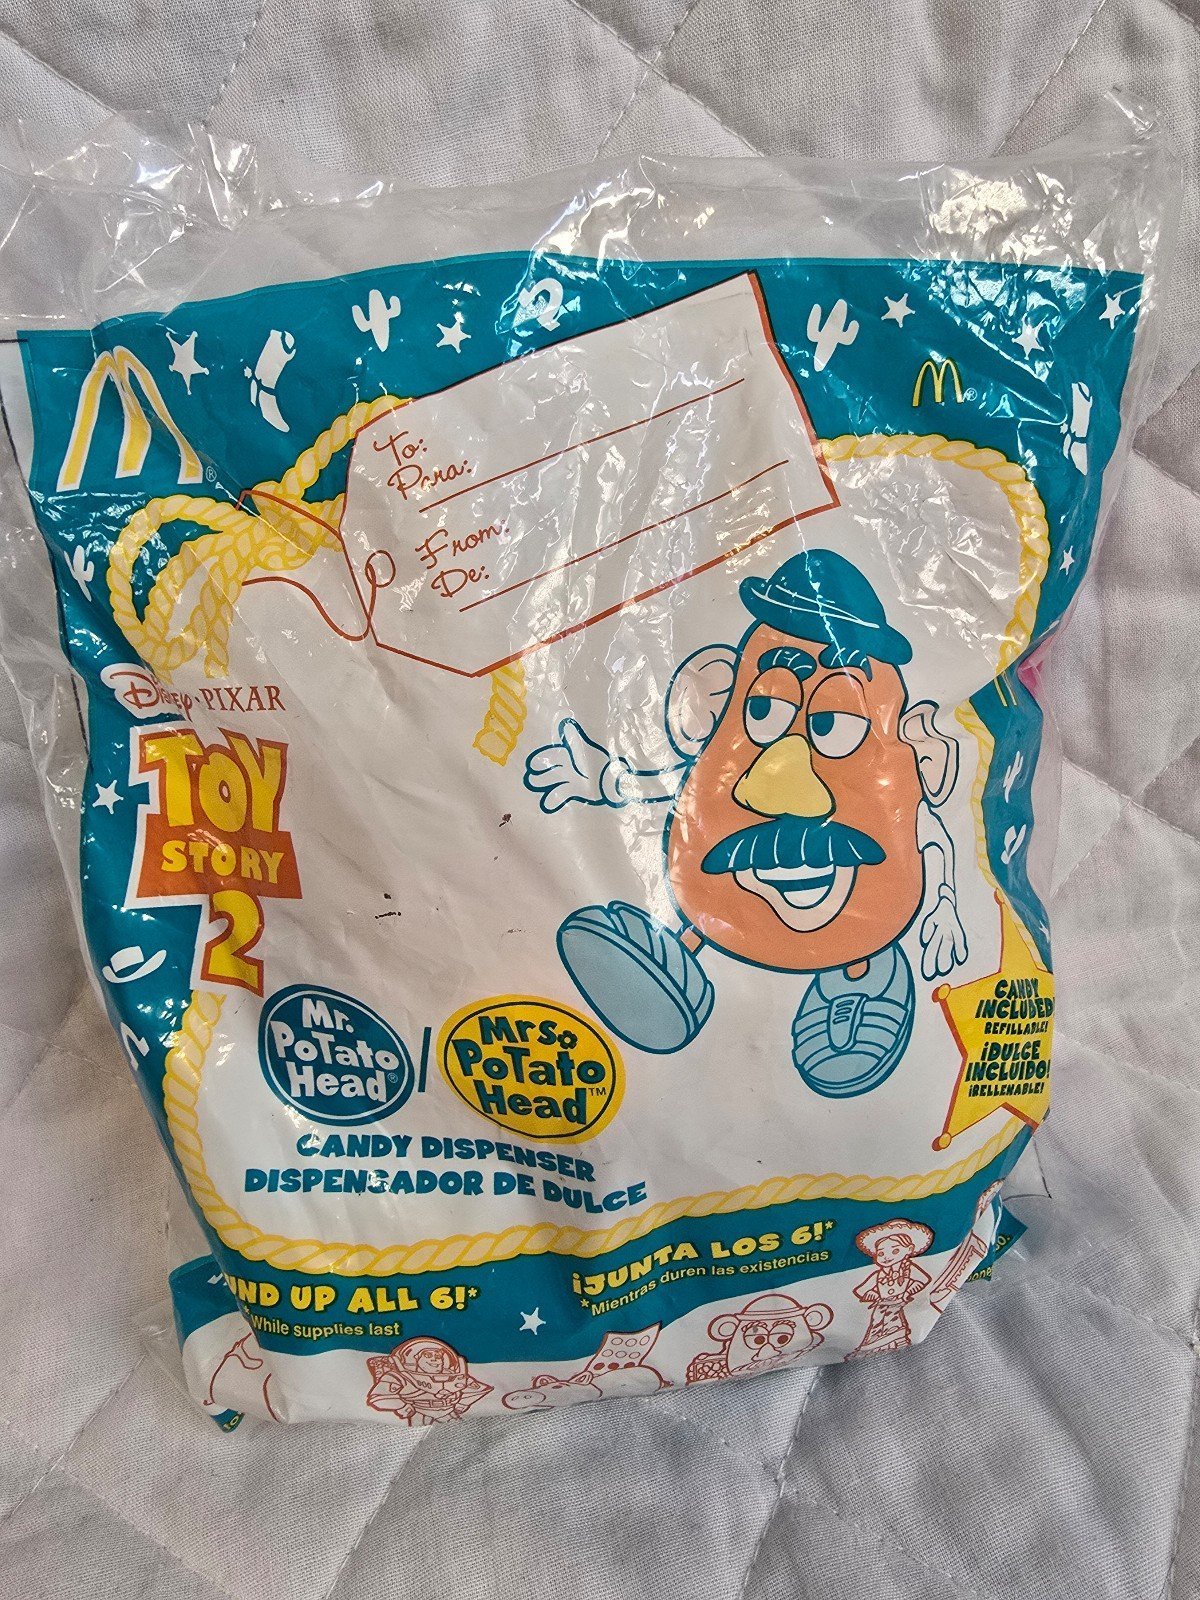 To:
Para:
From:
De:
DISNEY · PIXAR
TOY
STORY
2
Mr.
PoTaTo
Head®
/
Mrs.
PoTaTo
Head™
CANDY DISPENSER
DISPENSADOR DE DULCE
CANDY
INCLUDED!
REFILLABLE!
¡DULCE
INCLUIDO!
¡RELLENABLE!
UND UP ALL 6!*
*While supplies last
¡JUNTA LOS 6!*
*Mientras duren las existencias